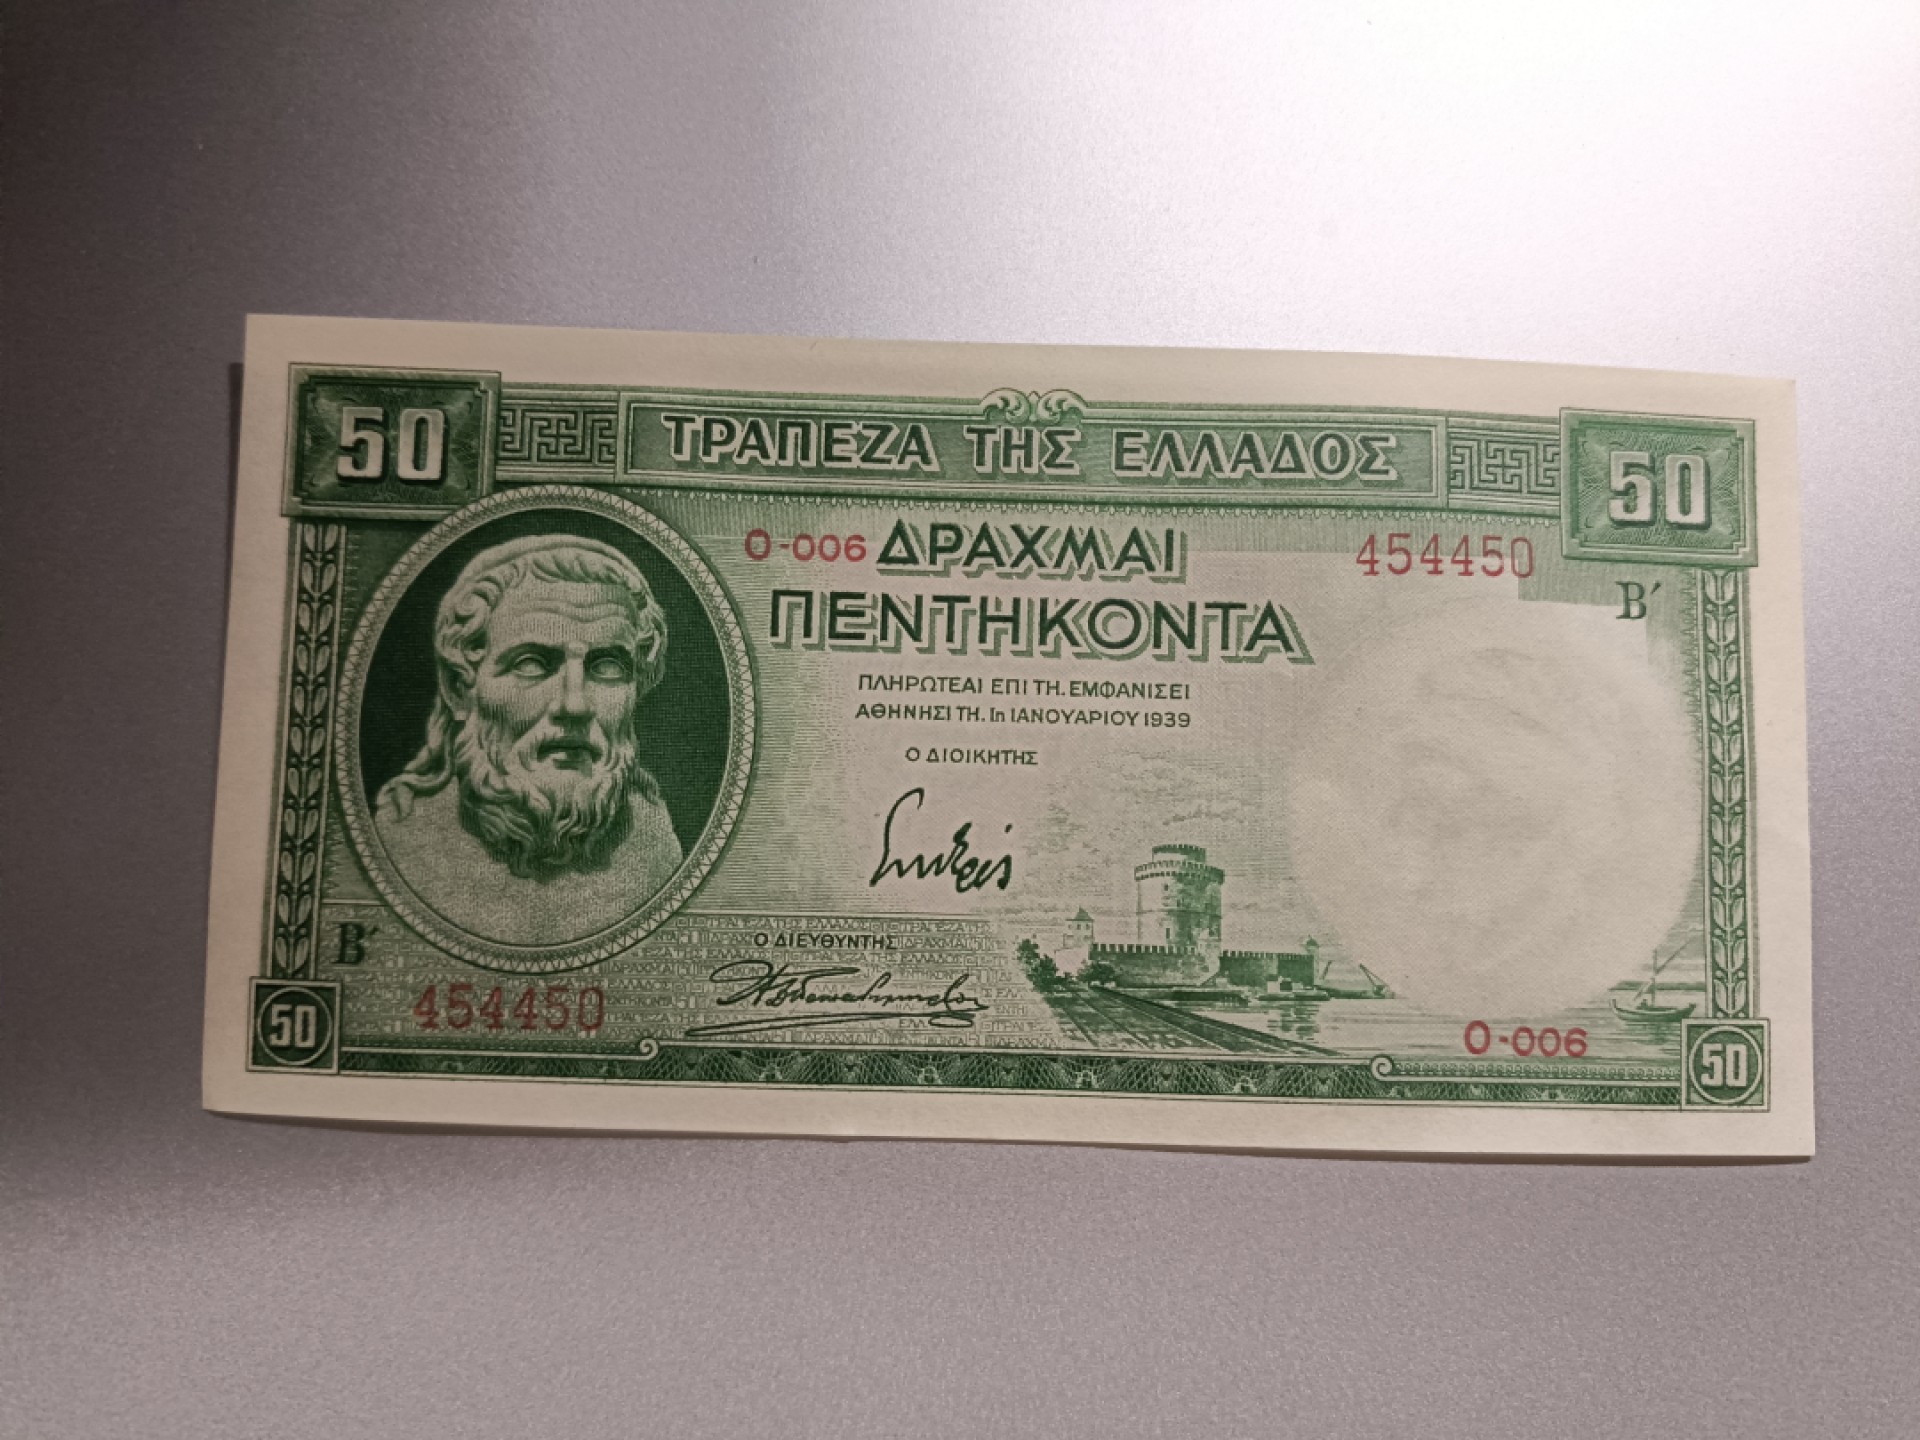 50 ΤΡΑΠΕΖΑ ΤΗΣ ΕΛΛΑΔΟΣ 50
Ο-006 ΔΡΑΧΜΑΙ 454450
ΠΕΝΤΗΚΟΝΤΑ Β΄
ΠΛΗΡΩΤΕΑΙ ΕΠΙ ΤΗ. ΕΜΦΑΝΙΣΕΙ
ΑΘΗΝΗΣΙ ΤΗ. 1η ΙΑΝΟΥΑΡΙΟΥ 1939
Ο ΔΙΟΙΚΗΤΗΣ
Β΄ Ο ΔΙΕΥΘΥΝΤΗΣ
454450
Ο-006
50 50